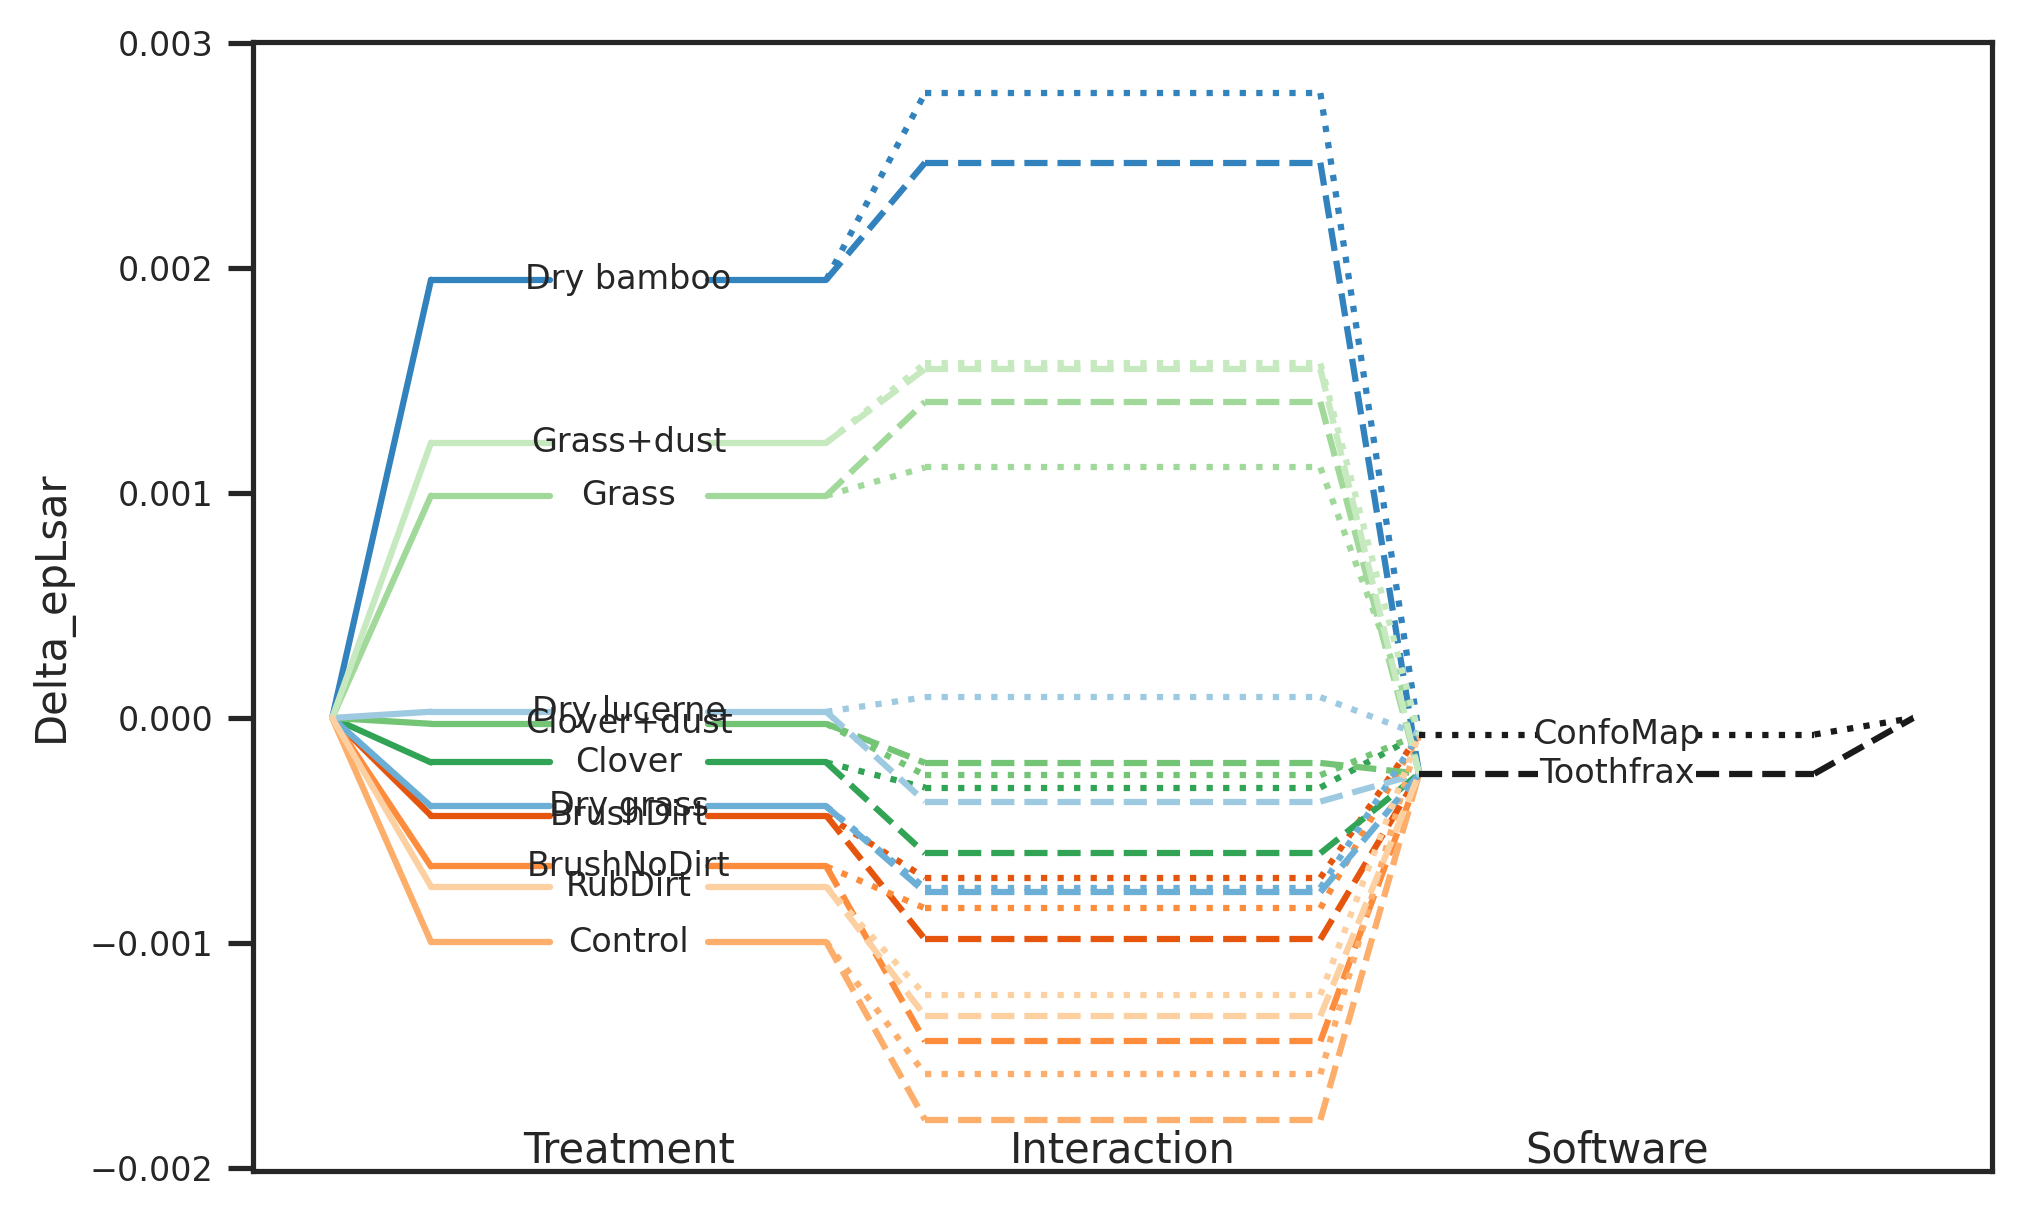 0.003
0.002
0.001
0.000
−0.001
−0.002
Delta_epLsar
Dry bamboo
Grass+dust
Grass
Dry lucerne
Clover+dust
Clover
Dry grass
BrushDirt
BrushNoDirt
RubDirt
Control
ConfoMap
Toothfrax
Treatment
Interaction
Software